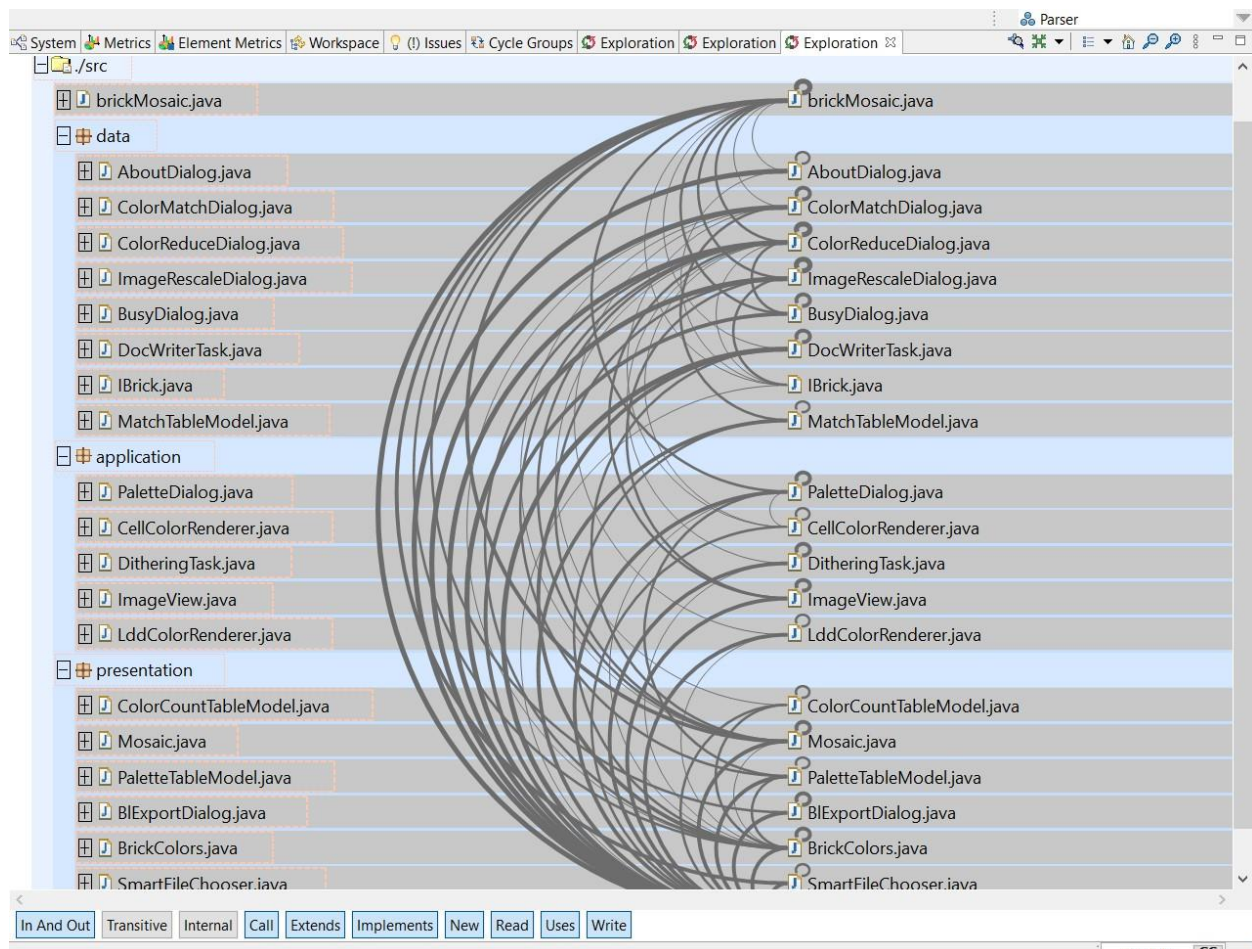 Parser
System Metrics Element Metrics Workspace (!) Issues Cycle Groups Exploration Exploration Exploration
./src
brickMosaic.java brickMosaic.java
data
AboutDialog.java AboutDialog.java
ColorMatchDialog.java ColorMatchDialog.java
ColorReduceDialog.java ColorReduceDialog.java
ImageRescaleDialog.java ImageRescaleDialog.java
BusyDialog.java BusyDialog.java
DocWriterTask.java DocWriterTask.java
IBrick.java IBrick.java
MatchTableModel.java MatchTableModel.java
application
PaletteDialog.java PaletteDialog.java
CellColorRenderer.java CellColorRenderer.java
DitheringTask.java DitheringTask.java
ImageView.java ImageView.java
LddColorRenderer.java LddColorRenderer.java
presentation
ColorCountTableModel.java ColorCountTableModel.java
Mosaic.java Mosaic.java
PaletteTableModel.java PaletteTableModel.java
BlExportDialog.java BlExportDialog.java
BrickColors.java BrickColors.java
SmartFileChooser.java SmartFileChooser.java
In And Out Transitive Internal Call Extends Implements New Read Uses Write